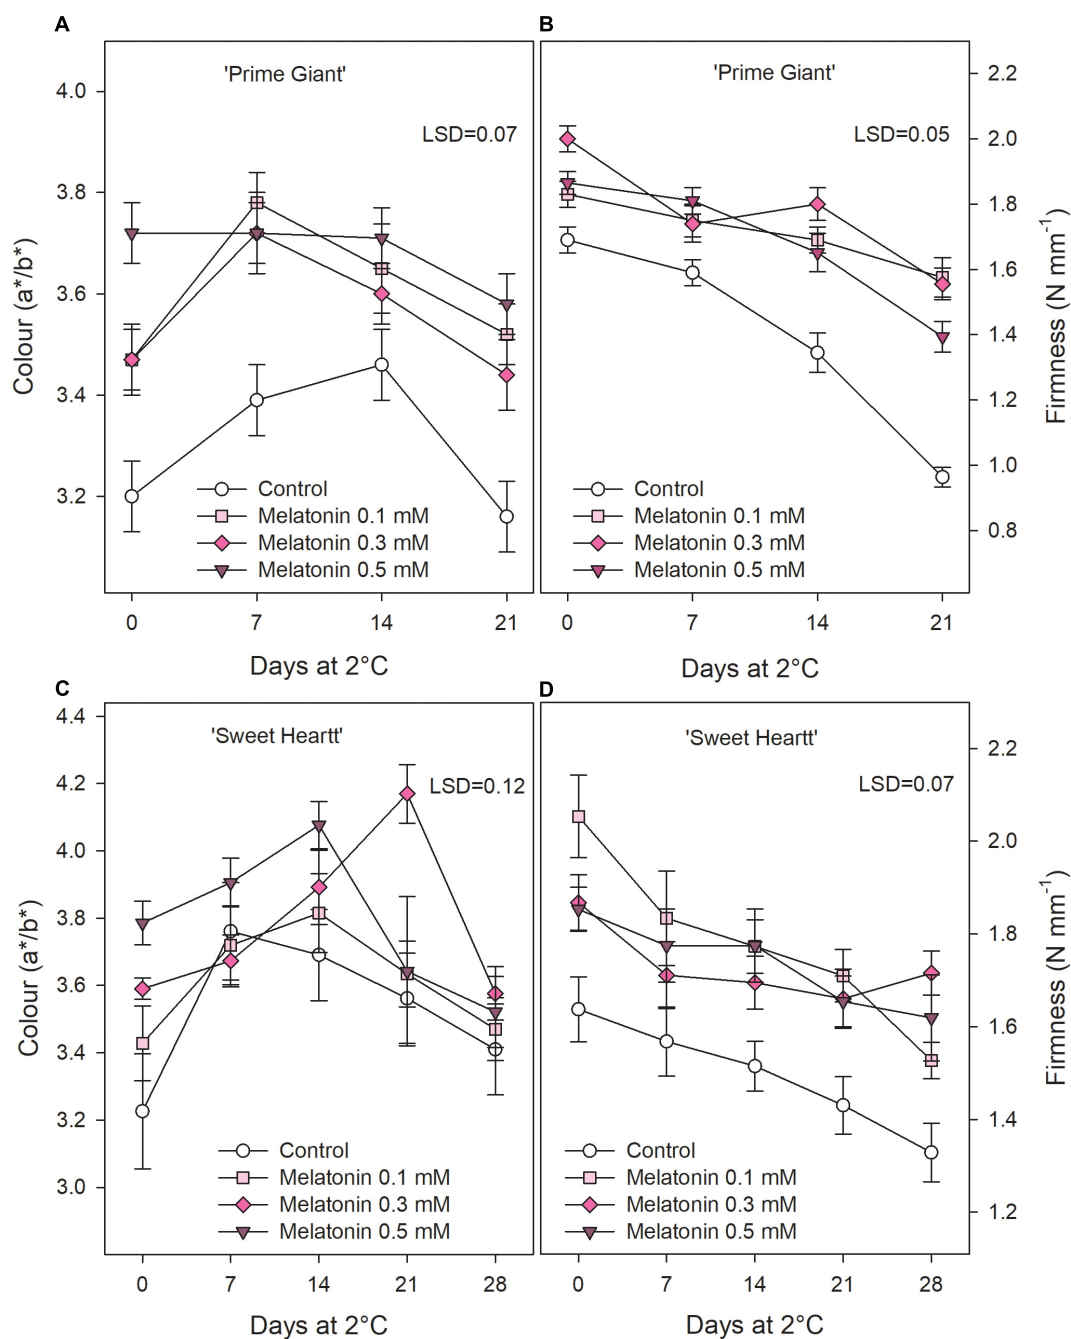 A
'Prime Giant'
LSD=0.07
4.0
3.8
3.6
3.4
3.2
Colour (a*/b*)
Control
Melatonin 0.1 mM
Melatonin 0.3 mM
Melatonin 0.5 mM
0 7 14 21
Days at 2°C
B
'Prime Giant'
LSD=0.05
2.2
2.0
1.8
1.6
1.4
1.2
1.0
0.8
Firmness (N mm⁻¹)
Control
Melatonin 0.1 mM
Melatonin 0.3 mM
Melatonin 0.5 mM
0 7 14 21
Days at 2°C
C
'Sweet Heartt'
LSD=0.12
4.4
4.2
4.0
3.8
3.6
3.4
3.2
3.0
Colour (a*/b*)
Control
Melatonin 0.1 mM
Melatonin 0.3 mM
Melatonin 0.5 mM
0 7 14 21 28
Days at 2°C
D
'Sweet Heartt'
LSD=0.07
2.2
2.0
1.8
1.6
1.4
1.2
Firmness (N mm⁻¹)
Control
Melatonin 0.1 mM
Melatonin 0.3 mM
Melatonin 0.5 mM
0 7 14 21 28
Days at 2°C